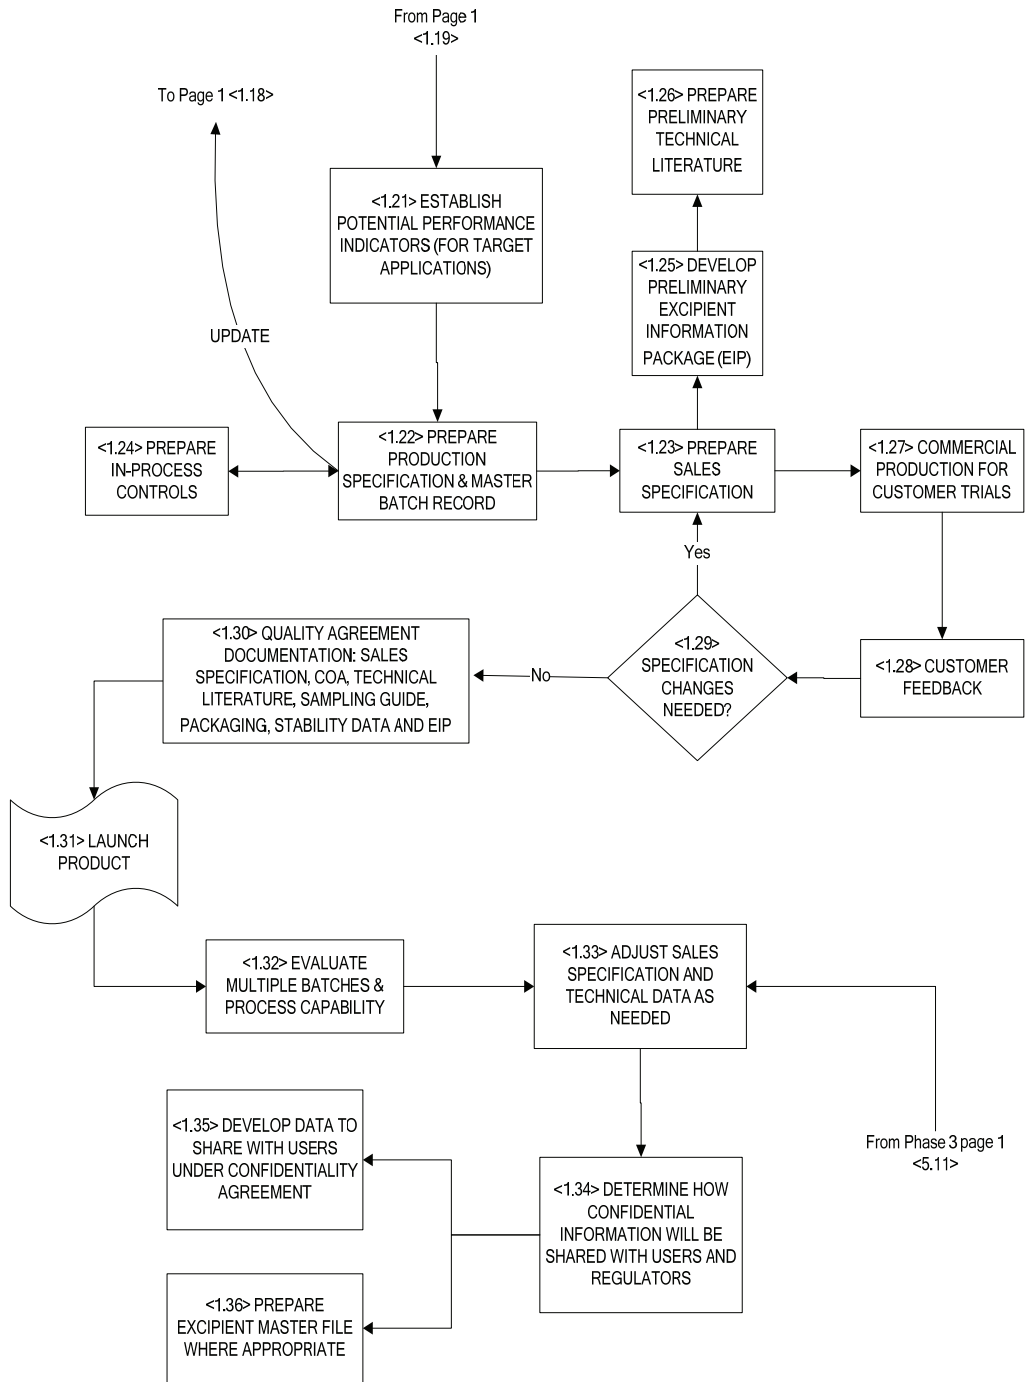 From Page 1
<1.19>
To Page 1 <1.18>
<1.26> PREPARE
PRELIMINARY
TECHNICAL
LITERATURE
<1.21> ESTABLISH
POTENTIAL PERFORMANCE
INDICATORS (FOR TARGET
APPLICATIONS)
<1.25> DEVELOP
PRELIMINARY
EXCIPIENT
INFORMATION
PACKAGE (EIP)
UPDATE
<1.24> PREPARE
IN-PROCESS
CONTROLS
<1.22> PREPARE
PRODUCTION
SPECIFICATION & MASTER
BATCH RECORD
<1.23> PREPARE
SALES
SPECIFICATION
<1.27> COMMERCIAL
PRODUCTION FOR
CUSTOMER TRIALS
Yes
<1.30> QUALITY AGREEMENT
DOCUMENTATION: SALES
SPECIFICATION, COA, TECHNICAL
LITERATURE, SAMPLING GUIDE,
PACKAGING, STABILITY DATA AND EIP
No
<1.29>
SPECIFICATION
CHANGES
NEEDED?
<1.28> CUSTOMER
FEEDBACK
<1.31> LAUNCH
PRODUCT
<1.32> EVALUATE
MULTIPLE BATCHES &
PROCESS CAPABILITY
<1.33> ADJUST SALES
SPECIFICATION AND
TECHNICAL DATA AS
NEEDED
<1.35> DEVELOP DATA TO
SHARE WITH USERS
UNDER CONFIDENTIALITY
AGREEMENT
From Phase 3 page 1
<5.11>
<1.34> DETERMINE HOW
CONFIDENTIAL
INFORMATION WILL BE
SHARED WITH USERS AND
REGULATORS
<1.36> PREPARE
EXCIPIENT MASTER FILE
WHERE APPROPRIATE